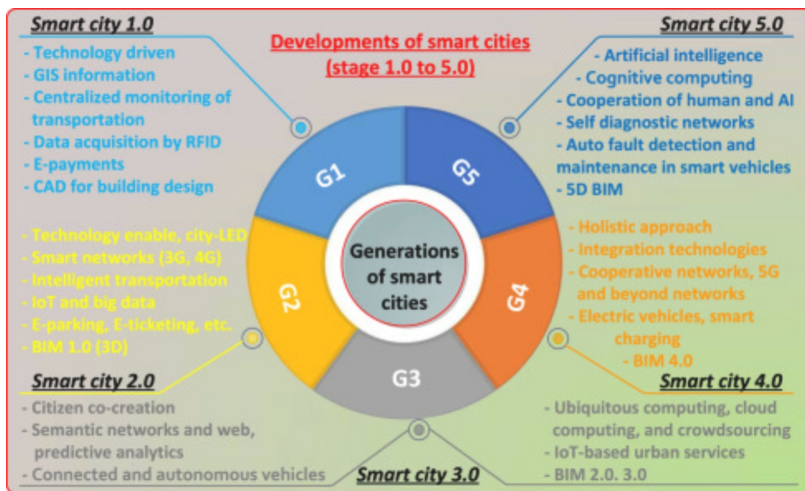 Smart city 1.0
- Technology driven
- GIS information
- Centralized monitoring of
transportation
- Data acquisition by RFID
- E-payments
- CAD for building design
Developments of smart cities
(stage 1.0 to 5.0)
Smart city 5.0
- Artificial intelligence
- Cognitive computing
- Cooperation of human and AI
- Self diagnostic networks
- Auto fault detection and
maintenance in smart vehicles
- 5D BIM
G1
G5
G2
G4
G3
Generations
of smart
cities
- Technology enable, city-LED
- Smart networks (3G, 4G)
- Intelligent transportation
- IoT and big data
- E-parking, E-ticketing, etc.
- BIM 1.0 (3D)
Smart city 2.0
- Holistic approach
- Integration technologies
- Cooperative networks, 5G
and beyond networks
- Electric vehicles, smart
charging
- BIM 4.0
Smart city 4.0
- Citizen co-creation
- Semantic networks and web,
predictive analytics
- Connected and autonomous vehicles
Smart city 3.0
- Ubiquitous computing, cloud
computing, and crowdsourcing
- IoT-based urban services
- BIM 2.0. 3.0